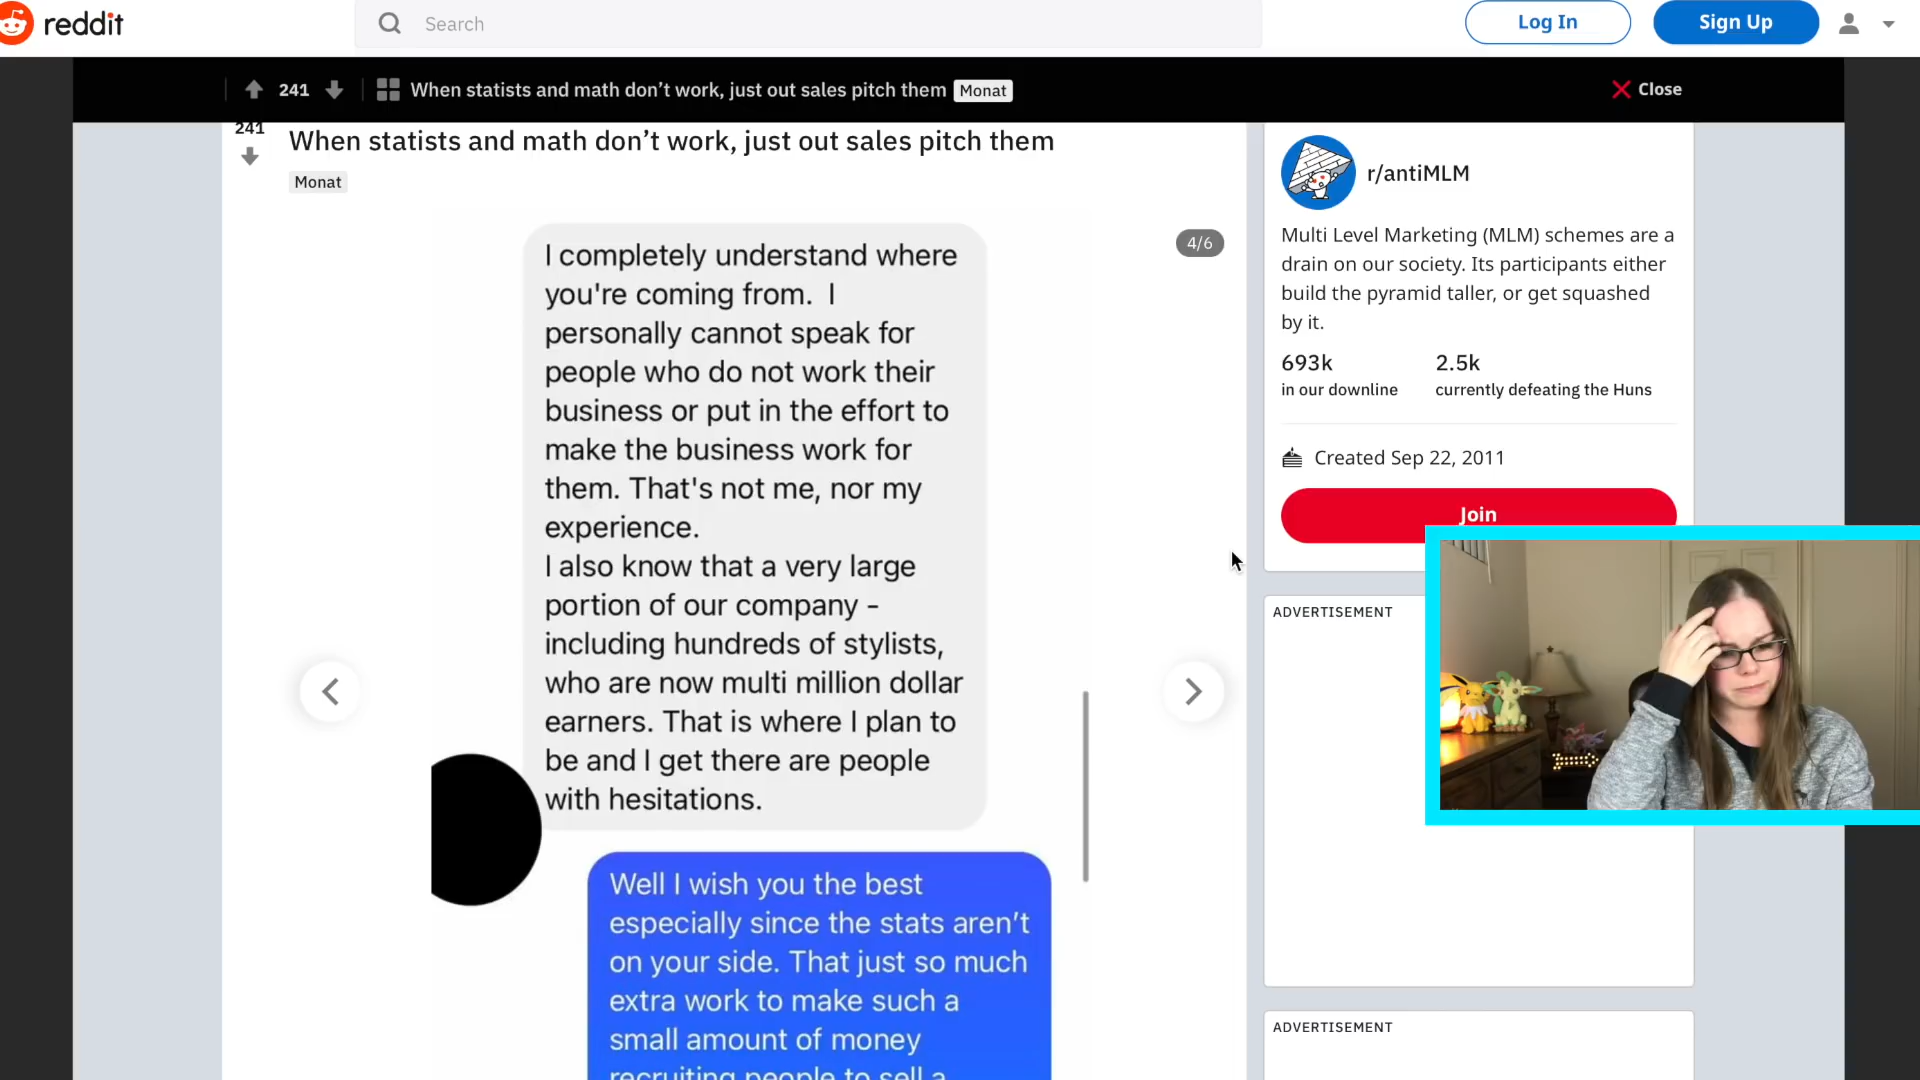 reddit
Search
Log In
Sign Up
241
When statists and math don't work, just out sales pitch them
Monat
Close
241
When statists and math don't work, just out sales pitch them
Monat
4/6
I completely understand where
you're coming from.  I
personally cannot speak for
people who do not work their
business or put in the effort to
make the business work for
them. That's not me, nor my
experience.
I also know that a very large
portion of our company -
including hundreds of stylists,
who are now multi million dollar
earners. That is where I plan to
be and I get there are people
with hesitations.
Well I wish you the best
especially since the stats aren't
on your side. That just so much
extra work to make such a
small amount of money
recruiting people to sell a
r/antiMLM
Multi Level Marketing (MLM) schemes are a
drain on our society. Its participants either
build the pyramid taller, or get squashed
by it.
693k
2.5k
in our downline
currently defeating the Huns
Created Sep 22, 2011
Join
ADVERTISEMENT
ADVERTISEMENT